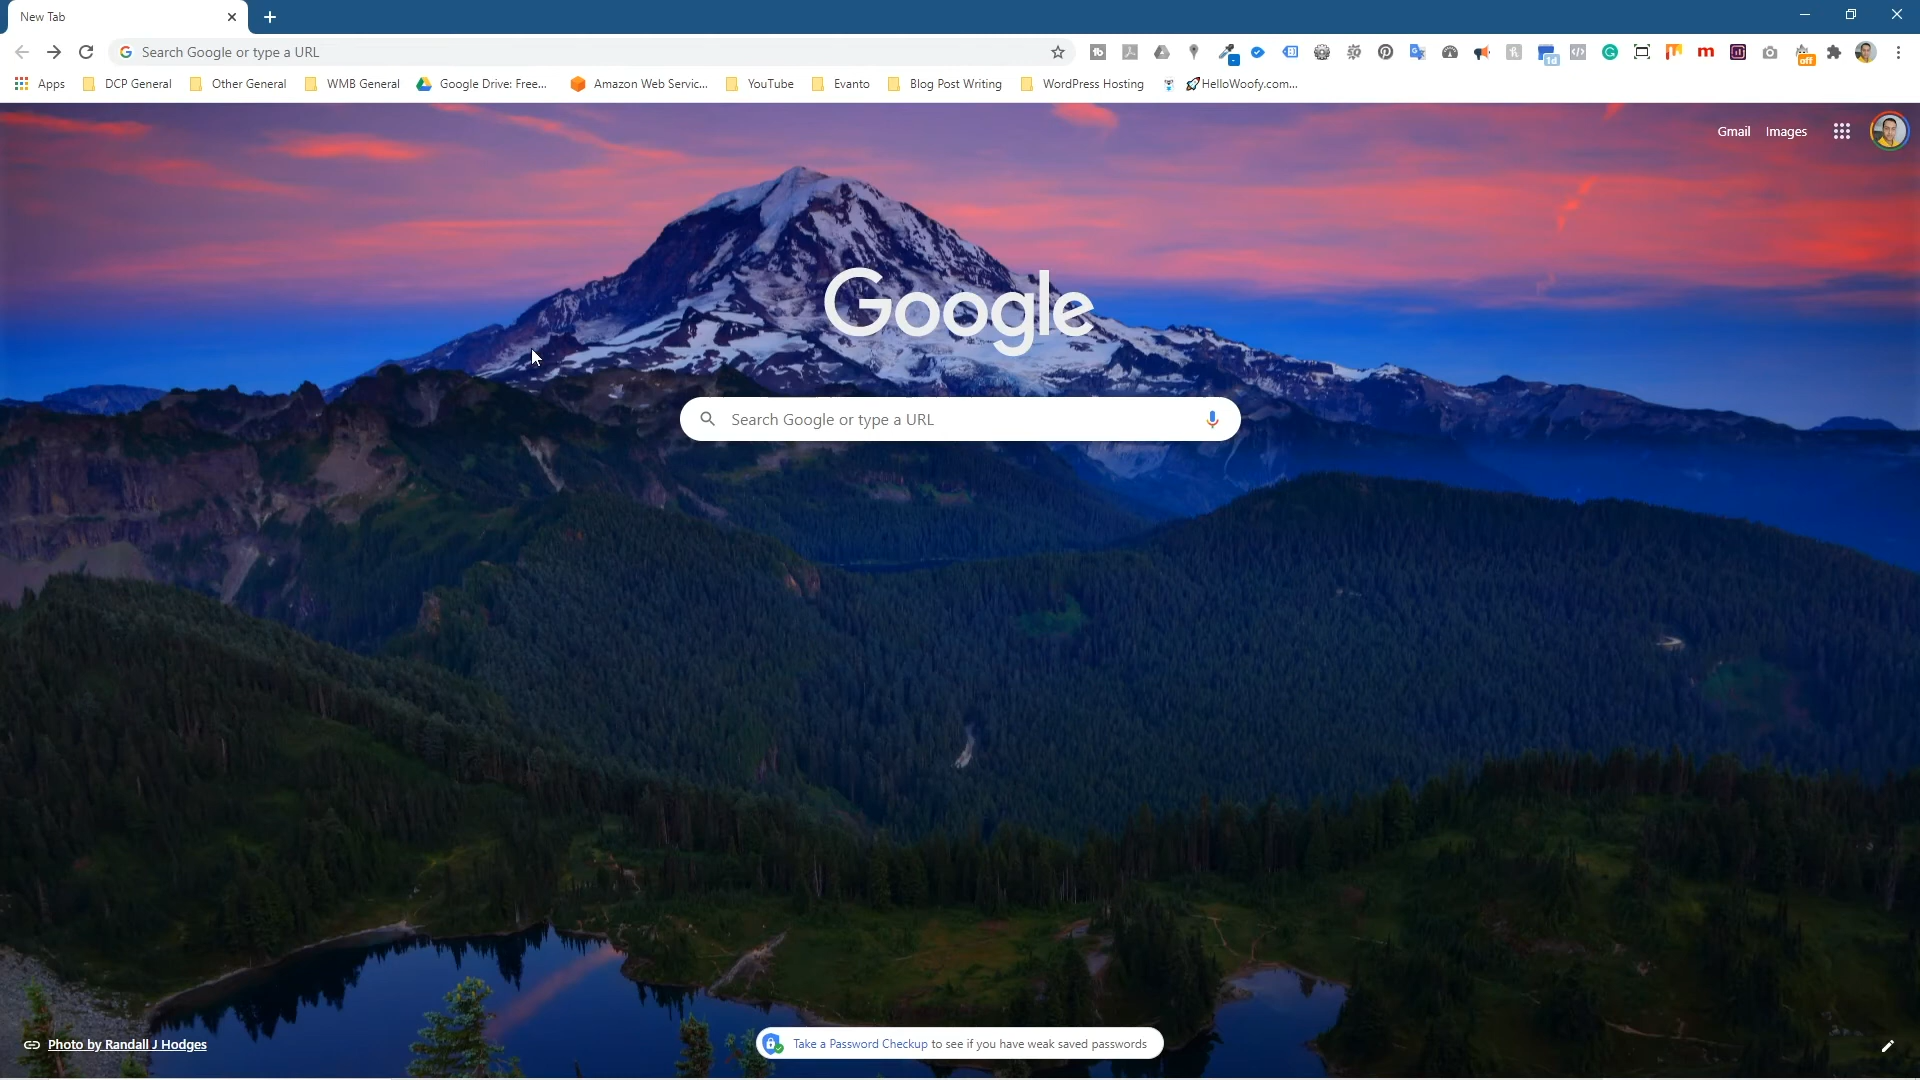 New Tab
Search Google or type a URL
Apps DCP General Other General WMB General Google Drive: Free... Amazon Web Servic... YouTube Evanto Blog Post Writing WordPress Hosting HelloWoofy.com...
1d
off
Gmail Images
Google
Search Google or type a URL
Photo by Randall J Hodges
Take a Password Checkup to see if you have weak saved passwords